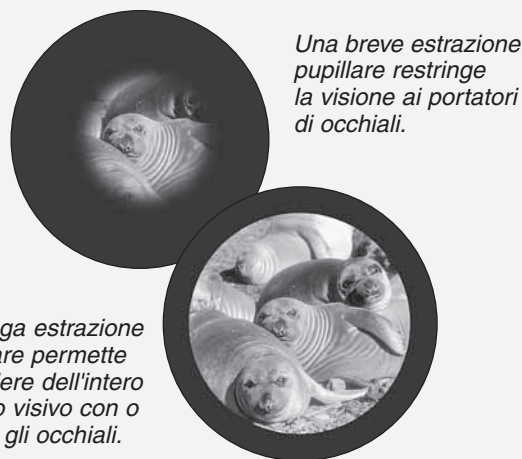 Una breve estrazione
pupillare restringe
la visione ai portatori
di occhiali.
estrazione
permette
dell'intero
visivo con o
gli occhiali.